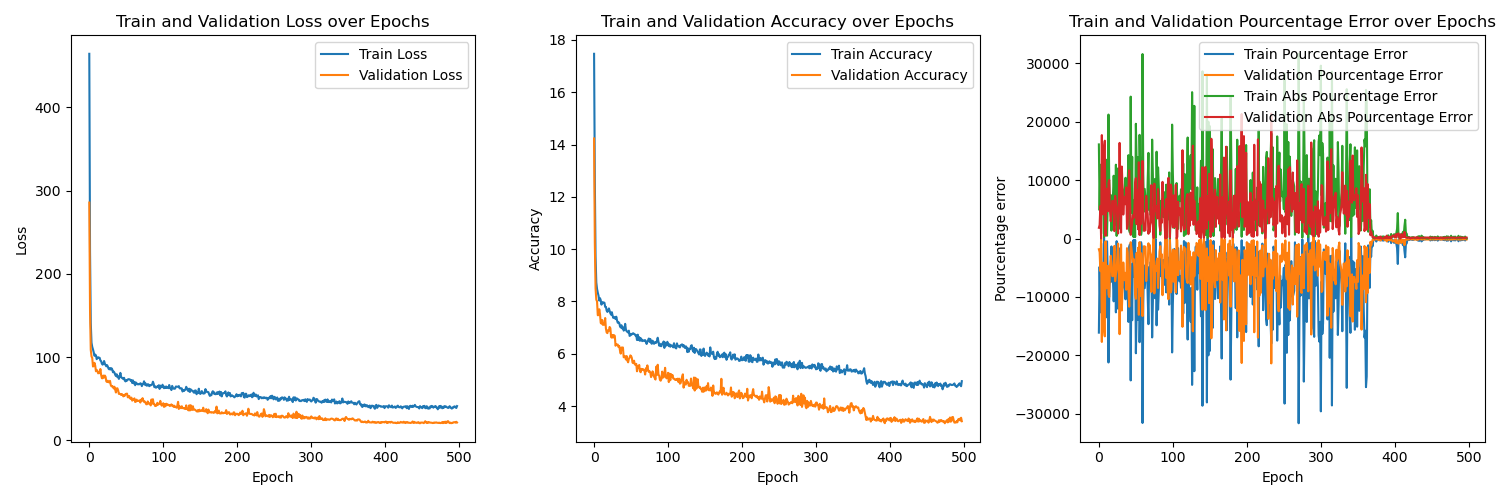 Train and Validation Loss over Epochs
Train Loss
Validation Loss
Loss
400
300
200
100
0
0 100 200 300 400 500
Epoch
Train and Validation Accuracy over Epochs
Train Accuracy
Validation Accuracy
Accuracy
18
16
14
12
10
8
6
4
0 100 200 300 400 500
Epoch
Train and Validation Pourcentage Error over Epochs
Train Pourcentage Error
Validation Pourcentage Error
Train Abs Pourcentage Error
Validation Abs Pourcentage Error
Pourcentage error
30000
20000
10000
0
−10000
−20000
−30000
0 100 200 300 400 500
Epoch